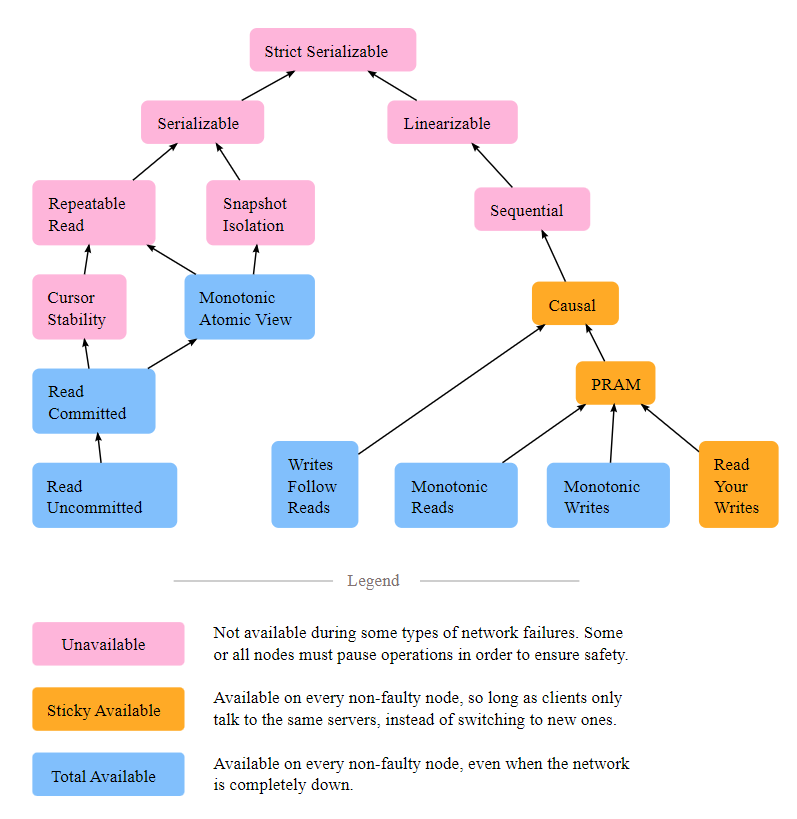 Strict Serializable
Serializable
Linearizable
Repeatable
Read
Snapshot
Isolation
Sequential
Cursor
Stability
Monotonic
Atomic View
Causal
PRAM
Read
Committed
Writes
Follow
Reads
Monotonic
Reads
Monotonic
Writes
Read
Your
Writes
Read
Uncommitted
Legend
Unavailable
Not available during some types of network failures. Some
or all nodes must pause operations in order to ensure safety.
Sticky Available
Available on every non-faulty node, so long as clients only
talk to the same servers, instead of switching to new ones.
Total Available
Available on every non-faulty node, even when the network
is completely down.